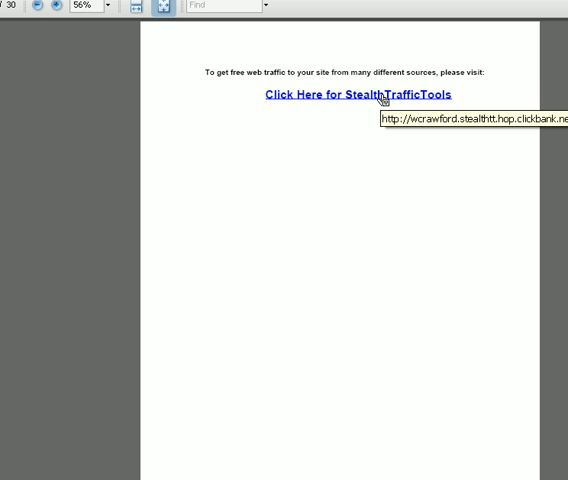 / 30 56% Find
To get free web traffic to your site from many different sources, please visit:
Click Here for StealthTrafficTools
http://wcrawford.stealthtt.hop.clickbank.ne